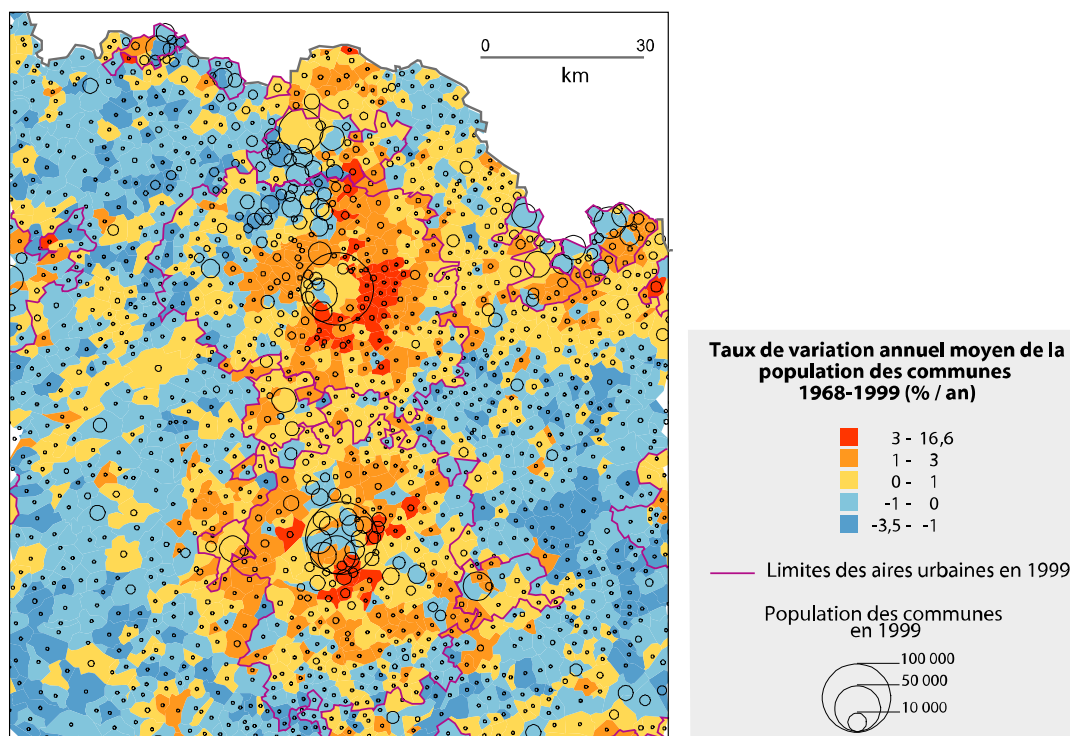 0 30
km
Taux de variation annuel moyen de la
population des communes
1968-1999 (% / an)
3 - 16,6
1 - 3
0 - 1
-1 - 0
-3,5 - -1
Limites des aires urbaines en 1999
Population des communes
en 1999
100 000
50 000
10 000